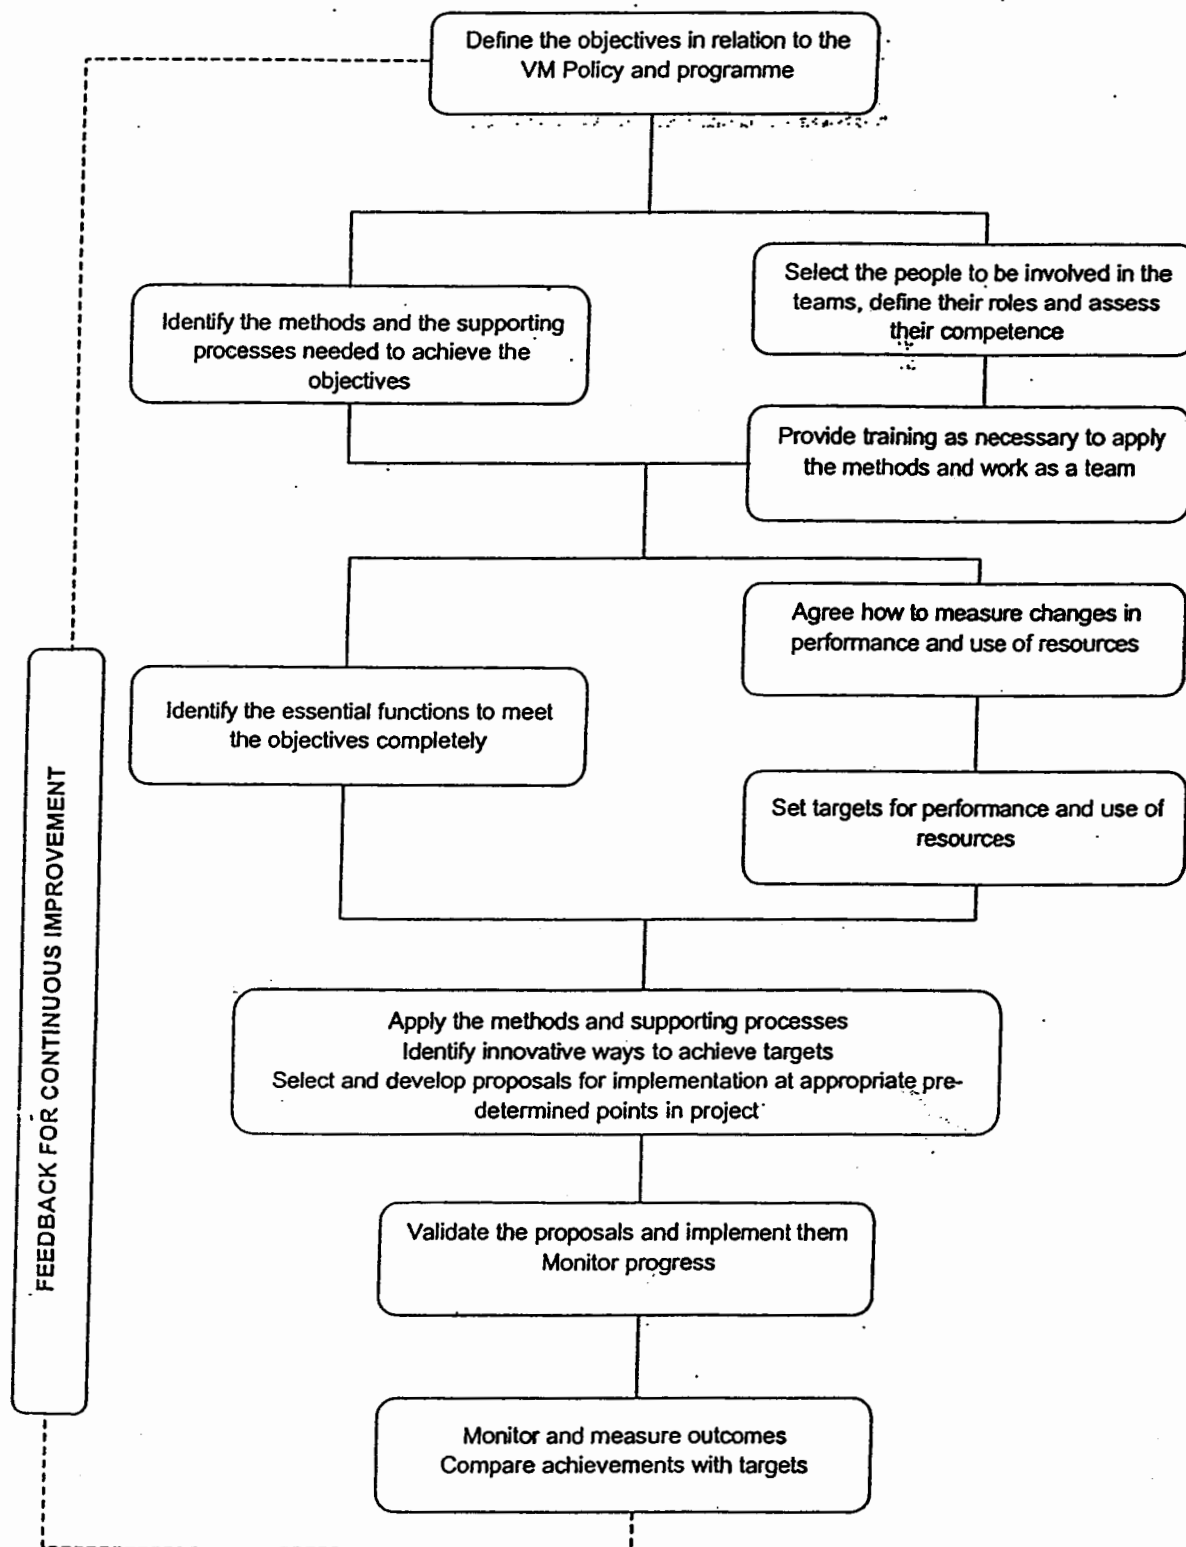 Define the objectives in relation to the
VM Policy and programme
Select the people to be involved in the
teams, define their roles and assess
their competence
Identify the methods and the supporting
processes needed to achieve the
objectives
Provide training as necessary to apply
the methods and work as a team
Agree how to measure changes in
performance and use of resources
Identify the essential functions to meet
the objectives completely
Set targets for performance and use of
resources
FEEDBACK FOR CONTINUOUS IMPROVEMENT
Apply the methods and supporting processes
Identify innovative ways to achieve targets
Select and develop proposals for implementation at appropriate pre-
determined points in project
Validate the proposals and implement them
Monitor progress
Monitor and measure outcomes
Compare achievements with targets